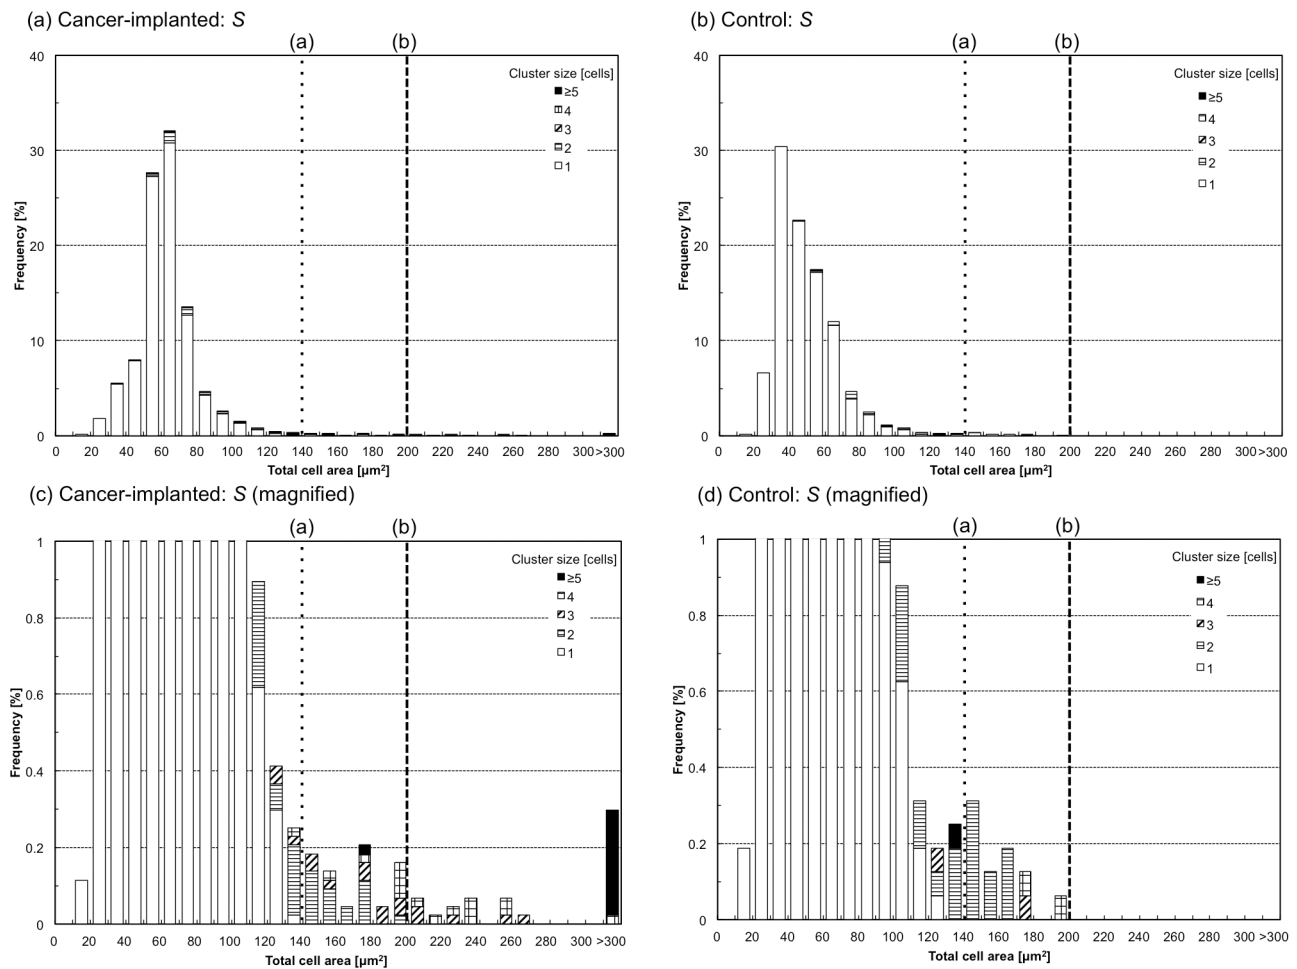 (a) Cancer-implanted: S
(a) (b)
40
30
20
10
0
Frequency [%]
Cluster size [cells]
≥5
4
3
2
1
0 20 40 60 80 100 120 140 160 180 200 220 240 260 280 300 >300
Total cell area [µm²]
(b) Control: S
(a) (b)
40
30
20
10
0
Frequency [%]
Cluster size [cells]
≥5
4
3
2
1
0 20 40 60 80 100 120 140 160 180 200 220 240 260 280 300 >300
Total cell area [µm²]
(c) Cancer-implanted: S (magnified)
(a) (b)
1
0.8
0.6
0.4
0.2
0
Frequency [%]
Cluster size [cells]
≥5
4
3
2
1
0 20 40 60 80 100 120 140 160 180 200 220 240 260 280 300 >300
Total cell area [µm²]
(d) Control: S (magnified)
(a) (b)
1
0.8
0.6
0.4
0.2
0
Frequency [%]
Cluster size [cells]
≥5
4
3
2
1
0 20 40 60 80 100 120 140 160 180 200 220 240 260 280 300 >300
Total cell area [µm²]